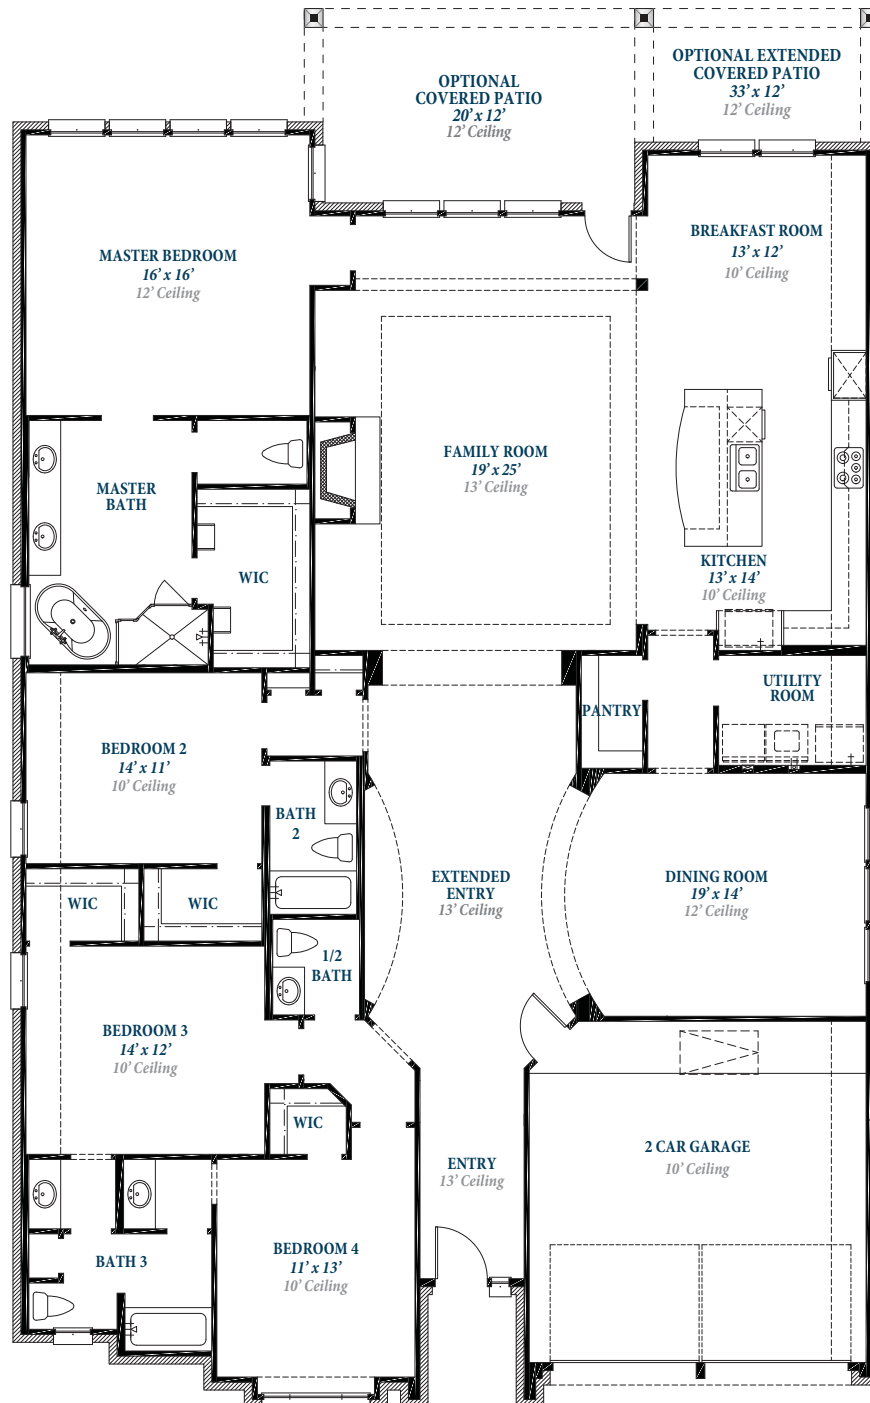 OPTIONAL EXTENDED
COVERED PATIO
33' x 12'
12' Ceiling
OPTIONAL
COVERED PATIO
20' x 12'
12' Ceiling
MASTER BEDROOM
16' x 16'
12' Ceiling
BREAKFAST ROOM
13' x 12'
10' Ceiling
FAMILY ROOM
19' x 25'
13' Ceiling
MASTER
BATH
WIC
KITCHEN
13' x 14'
10' Ceiling
UTILITY
ROOM
PANTRY
BEDROOM 2
14' x 11'
10' Ceiling
BATH
2
EXTENDED
ENTRY
13' Ceiling
DINING ROOM
19' x 14'
12' Ceiling
WIC
WIC
1/2
BATH
BEDROOM 3
14' x 12'
10' Ceiling
WIC
ENTRY
13' Ceiling
2 CAR GARAGE
10' Ceiling
BATH 3
BEDROOM 4
11' x 13'
10' Ceiling